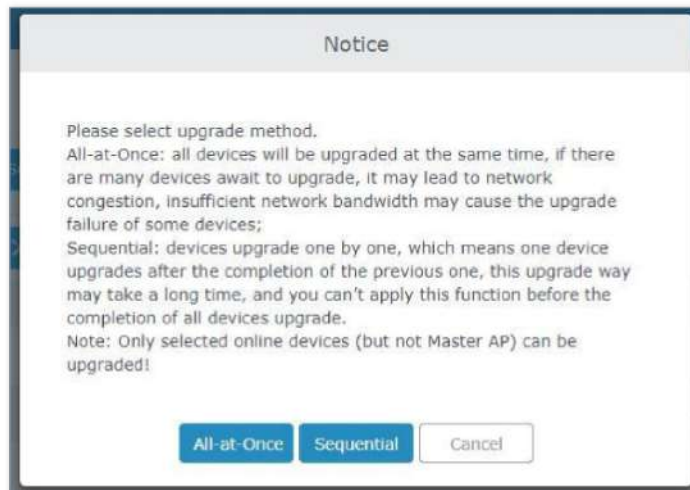 Notice
Please select upgrade method.
All-at-Once: all devices will be upgraded at the same time, if there
are many devices await to upgrade, it may lead to network
congestion, insufficient network bandwidth may cause the upgrade
failure of some devices;
Sequential: devices upgrade one by one, which means one device
upgrades after the completion of the previous one, this upgrade way
may take a long time, and you can't apply this function before the
completion of all devices upgrade.
Note: Only selected online devices (but not Master AP) can be
upgraded!
All-at-Once Sequential Cancel